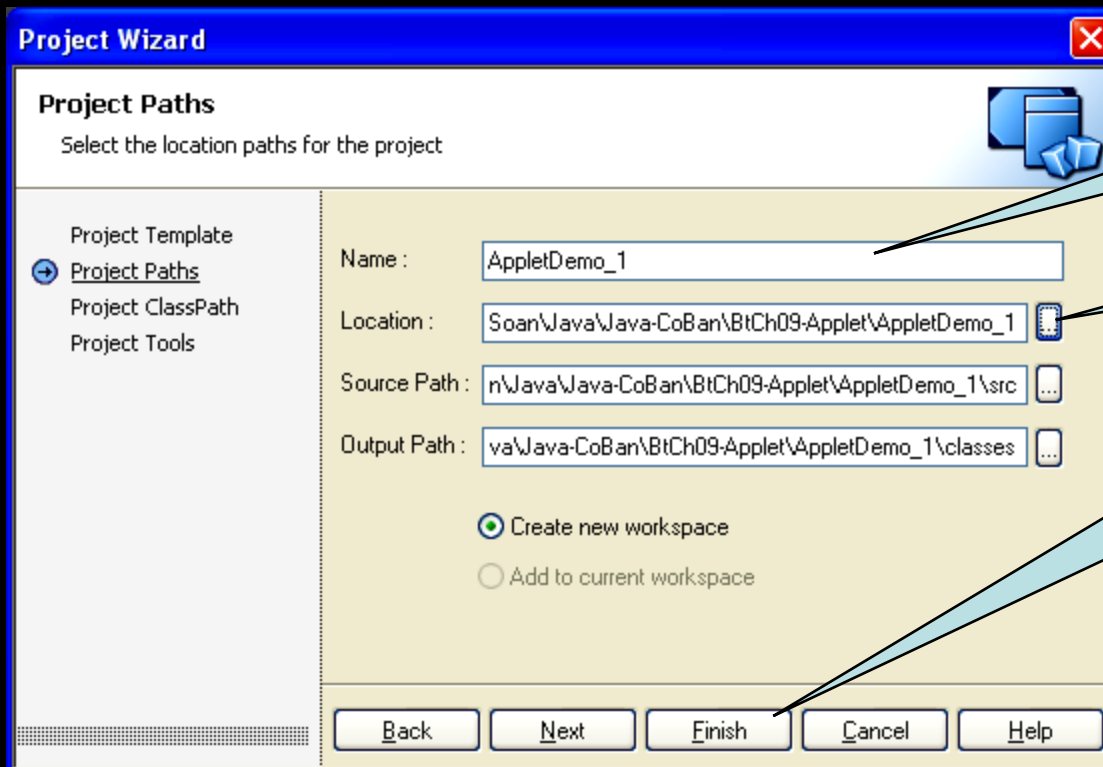 Project Wizard
Project Paths
Select the location paths for the project
Project Template
Project Paths
Project ClassPath
Project Tools
Name : AppletDemo_1
Location : Soan\Java\Java-CoBan\BtCh09-Applet\AppletDemo_1 ...
Source Path : n\Java\Java-CoBan\BtCh09-Applet\AppletDemo_1\src ...
Output Path : va\Java-CoBan\BtCh09-Applet\AppletDemo_1\classes ...
Create new workspace
Add to current workspace
Back Next Finish Cancel Help